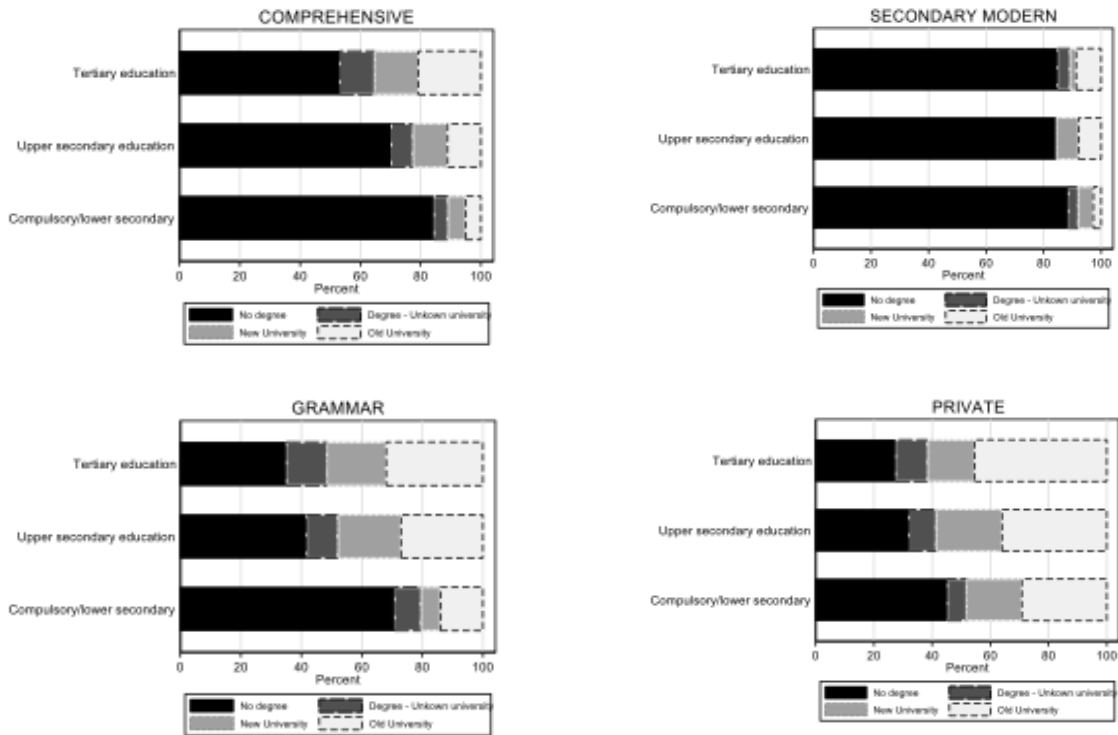 COMPREHENSIVE
Tertiary education
Upper secondary education
Compulsory/lower secondary
0 20 40 60 80 100
Percent
No degree
Degree - Unkown university
New University
Old University
SECONDARY MODERN
Tertiary education
Upper secondary education
Compulsory/lower secondary
0 20 40 60 80 100
Percent
No degree
Degree - Unkown university
New University
Old University
GRAMMAR
Tertiary education
Upper secondary education
Compulsory/lower secondary
0 20 40 60 80 100
Percent
No degree
Degree - Unkown university
New University
Old University
PRIVATE
Tertiary education
Upper secondary education
Compulsory/lower secondary
0 20 40 60 80 100
Percent
No degree
Degree - Unkown university
New University
Old University